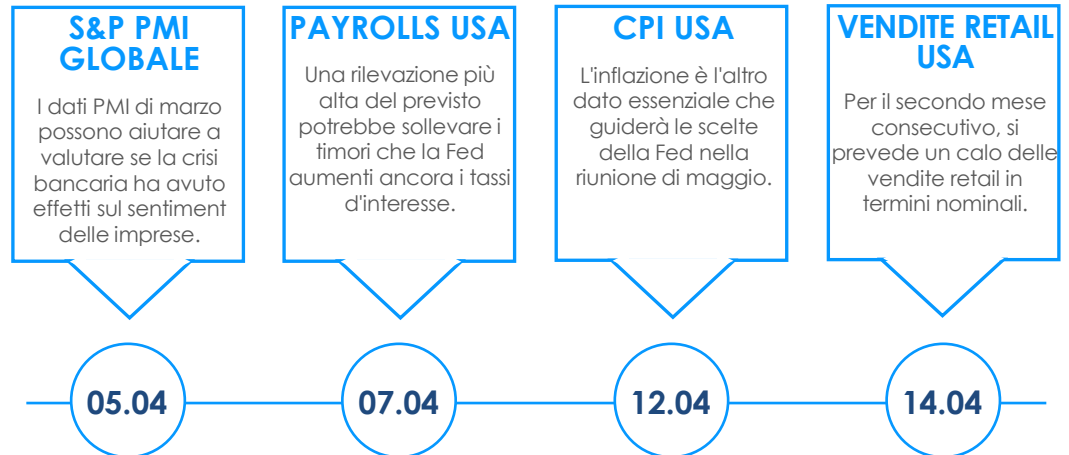 S&P PMI
GLOBALE
I dati PMI di marzo
possono aiutare a
valutare se la crisi
bancaria ha avuto
effetti sul sentiment
delle imprese.
PAYROLLS USA
Una rilevazione più
alta del previsto
potrebbe sollevare i
timori che la Fed
aumenti ancora i tassi
d'interesse.
CPI USA
L'inflazione è l'altro
dato essenziale che
guiderà le scelte
della Fed nella
riunione di maggio.
VENDITE RETAIL
USA
Per il secondo mese
consecutivo, si
prevede un calo delle
vendite retail in
termini nominali.
05.04
07.04
12.04
14.04